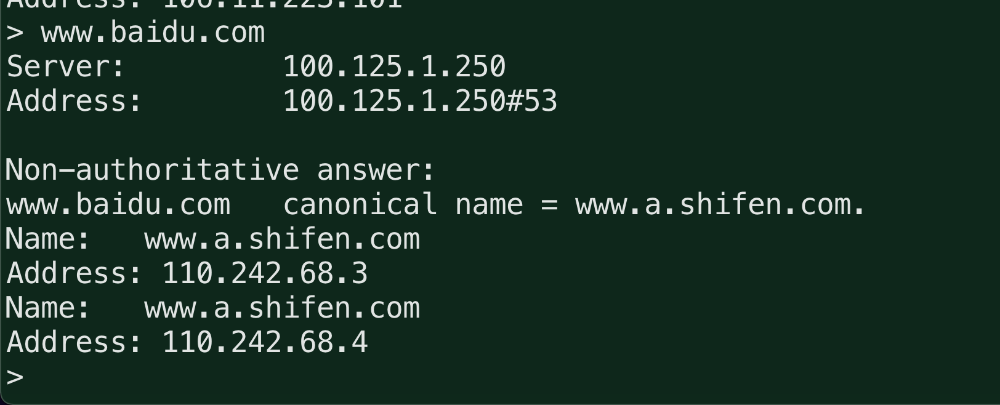 > www.baidu.com
Server:		100.125.1.250
Address:	100.125.1.250#53

Non-authoritative answer:
www.baidu.com	canonical name = www.a.shifen.com.
Name:	www.a.shifen.com
Address: 110.242.68.3
Name:	www.a.shifen.com
Address: 110.242.68.4
>